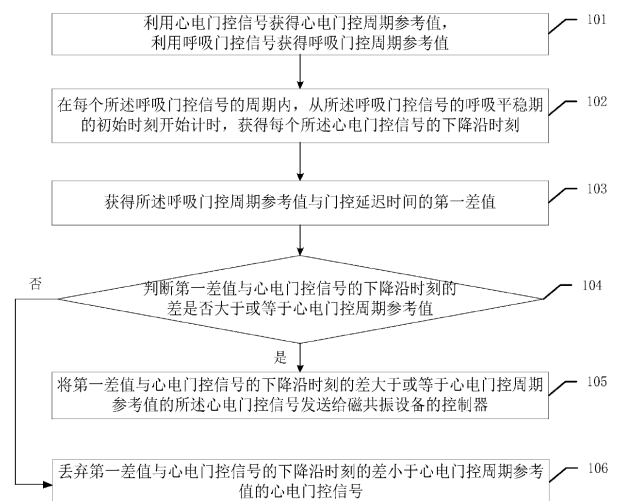 利用心电门控信号获得心电门控周期参考值，
利用呼吸门控信号获得呼吸门控周期参考值
101
在每个所述呼吸门控信号的周期内，从所述呼吸门控信号的呼吸平稳期
的初始时刻开始计时，获得每个所述心电门控信号的下降沿时刻
102
获得所述呼吸门控周期参考值与门控延迟时间的第一差值
103
判断第一差值与心电门控信号的下降沿时刻的
差是否大于或等于心电门控周期参考值
104
否
是
将第一差值与心电门控信号的下降沿时刻的差大于或等于心电门控周期
参考值的所述心电门控信号发送给磁共振设备的控制器
105
丢弃第一差值与心电门控信号的下降沿时刻的差小于心电门控周期参考
值的心电门控信号
106